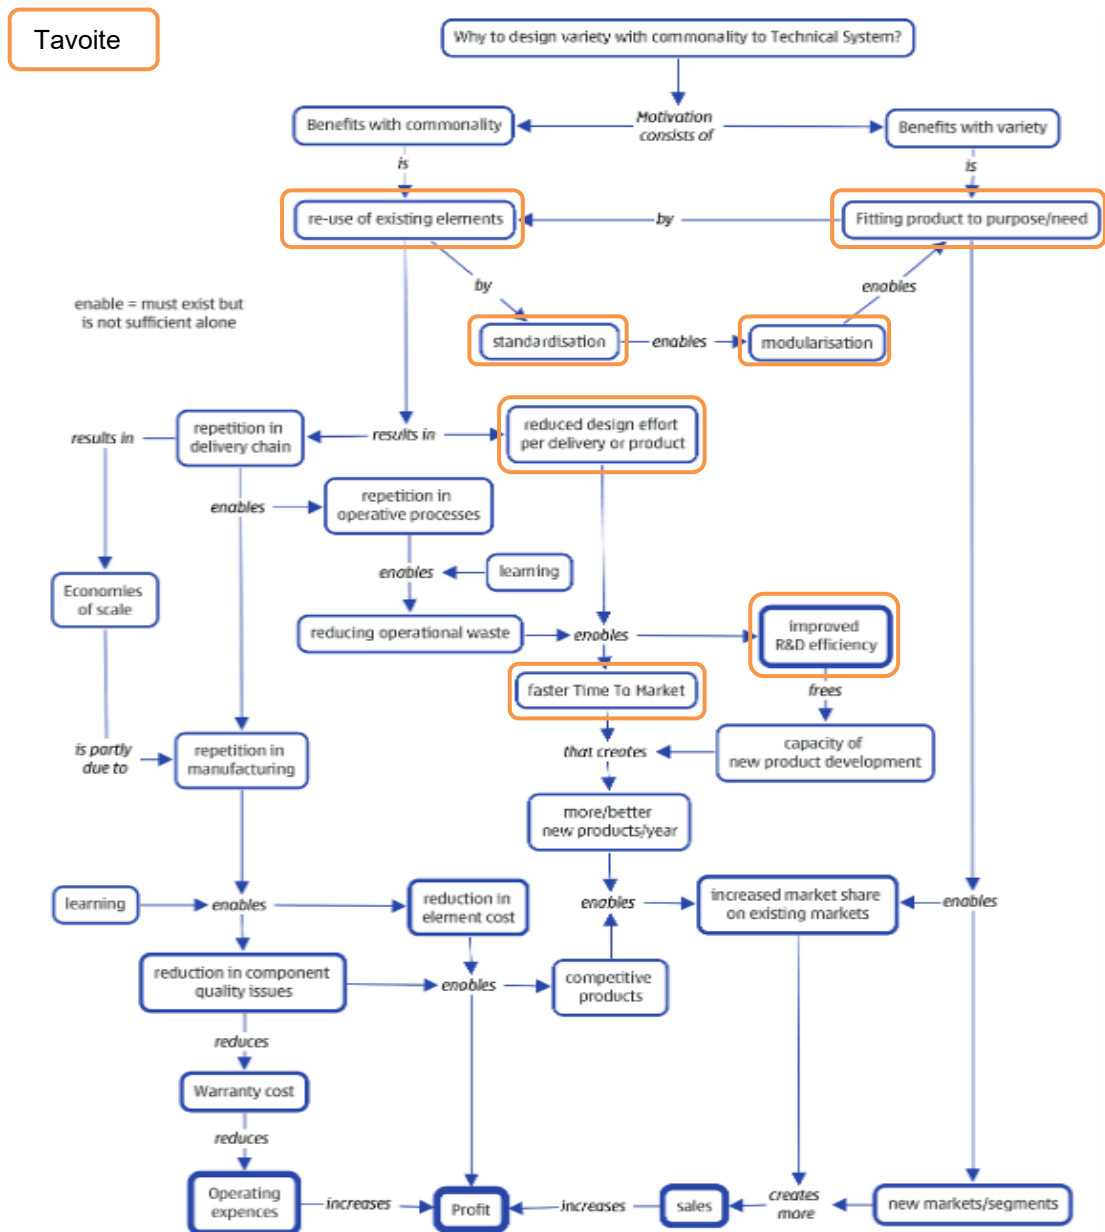 Tavoite
Why to design variety with commonality to Technical System?
Benefits with commonality
Motivation
consists of
Benefits with variety
is
is
re-use of existing elements
by
Fitting product to purpose/need
by
enables
enable = must exist but
is not sufficient alone
standardisation
enables
modularisation
results in
repetition in
delivery chain
results in
reduced design effort
per delivery or product
enables
repetition in
operative processes
enables
learning
Economies
of scale
reducing operational waste
enables
improved
R&D efficiency
faster Time To Market
frees
is partly
due to
repetition in
manufacturing
that creates
capacity of
new product development
more/better
new products/year
learning
enables
reduction in
element cost
enables
increased market share
on existing markets
enables
reduction in component
quality issues
enables
competitive
products
reduces
Warranty cost
reduces
Operating
expences
increases
Profit
increases
sales
creates
more
new markets/segments